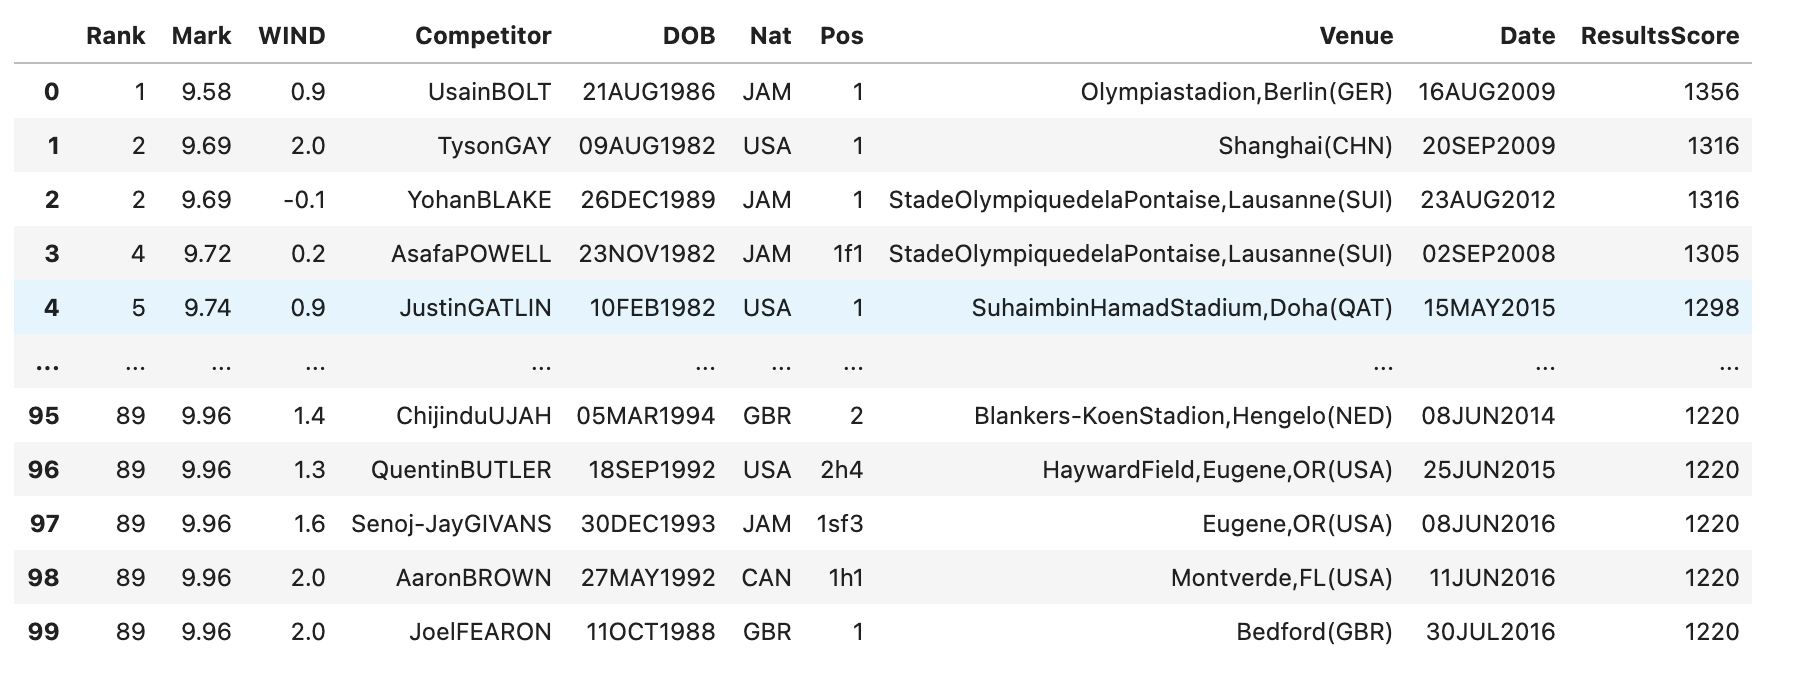 Rank Mark WIND Competitor DOB Nat Pos Venue Date ResultsScore
0 1 9.58 0.9 UsainBOLT 21AUG1986 JAM 1 Olympiastadion,Berlin(GER) 16AUG2009 1356
1 2 9.69 2.0 TysonGAY 09AUG1982 USA 1 Shanghai(CHN) 20SEP2009 1316
2 2 9.69 -0.1 YohanBLAKE 26DEC1989 JAM 1 StadeOlympiquedelaPontaise,Lausanne(SUI) 23AUG2012 1316
3 4 9.72 0.2 AsafaPOWELL 23NOV1982 JAM 1f1 StadeOlympiquedelaPontaise,Lausanne(SUI) 02SEP2008 1305
4 5 9.74 0.9 JustinGATLIN 10FEB1982 USA 1 SuhaimbinHamadStadium,Doha(QAT) 15MAY2015 1298
... ... ... ... ... ... ... ... ... ... ...
95 89 9.96 1.4 ChijinduUJAH 05MAR1994 GBR 2 Blankers-KoenStadion,Hengelo(NED) 08JUN2014 1220
96 89 9.96 1.3 QuentinBUTLER 18SEP1992 USA 2h4 HaywardField,Eugene,OR(USA) 25JUN2015 1220
97 89 9.96 1.6 Senoj-JayGIVANS 30DEC1993 JAM 1sf3 Eugene,OR(USA) 08JUN2016 1220
98 89 9.96 2.0 AaronBROWN 27MAY1992 CAN 1h1 Montverde,FL(USA) 11JUN2016 1220
99 89 9.96 2.0 JoelFEARON 11OCT1988 GBR 1 Bedford(GBR) 30JUL2016 1220